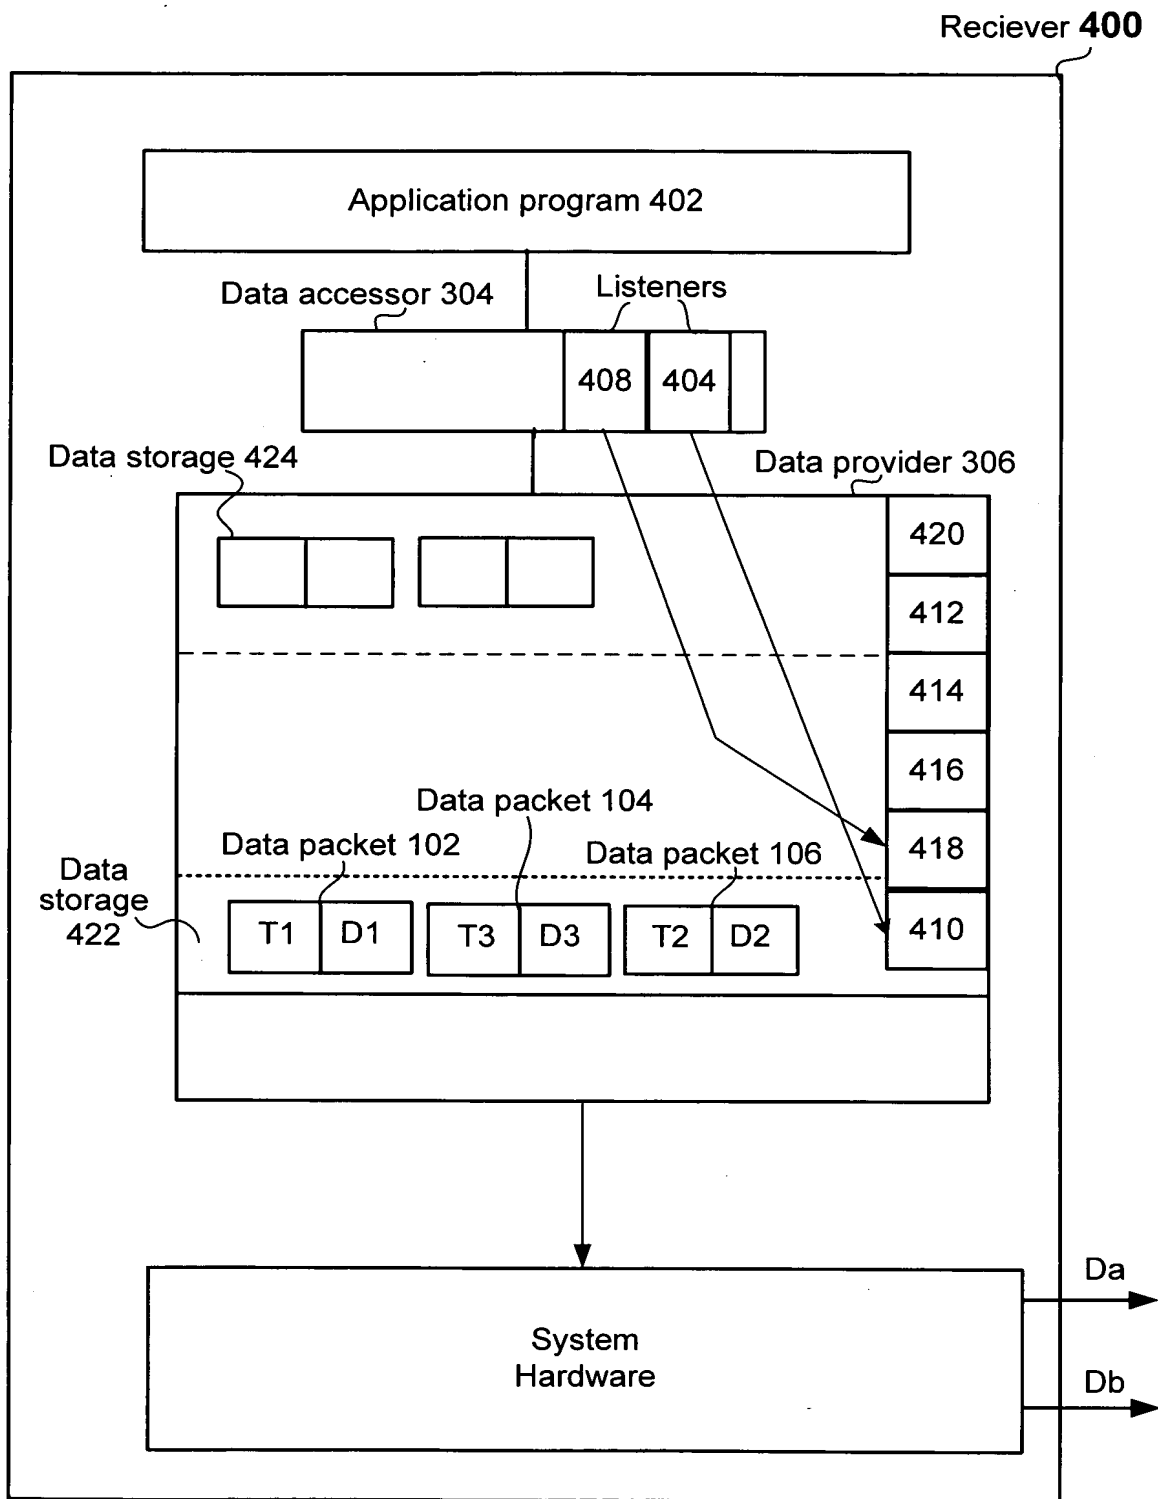 Reciever 400
Application program 402
Data accessor 304
Listeners
408
404
Data storage 424
Data provider 306
420
412
414
416
418
410
Data packet 104
Data packet 102
Data packet 106
Data
storage
422
T1
D1
T3
D3
T2
D2
System
Hardware
Da
Db